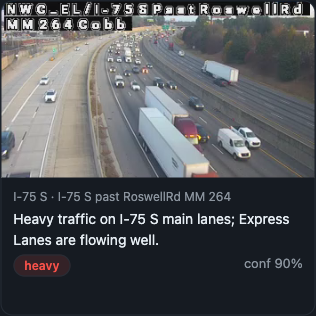 NWC_EL/I-75 S Past Roswell Rd
MM 264 Cobb
I-75 S · I-75 S past RoswellRd MM 264
Heavy traffic on I-75 S main lanes; Express
Lanes are flowing well.
heavy
conf 90%